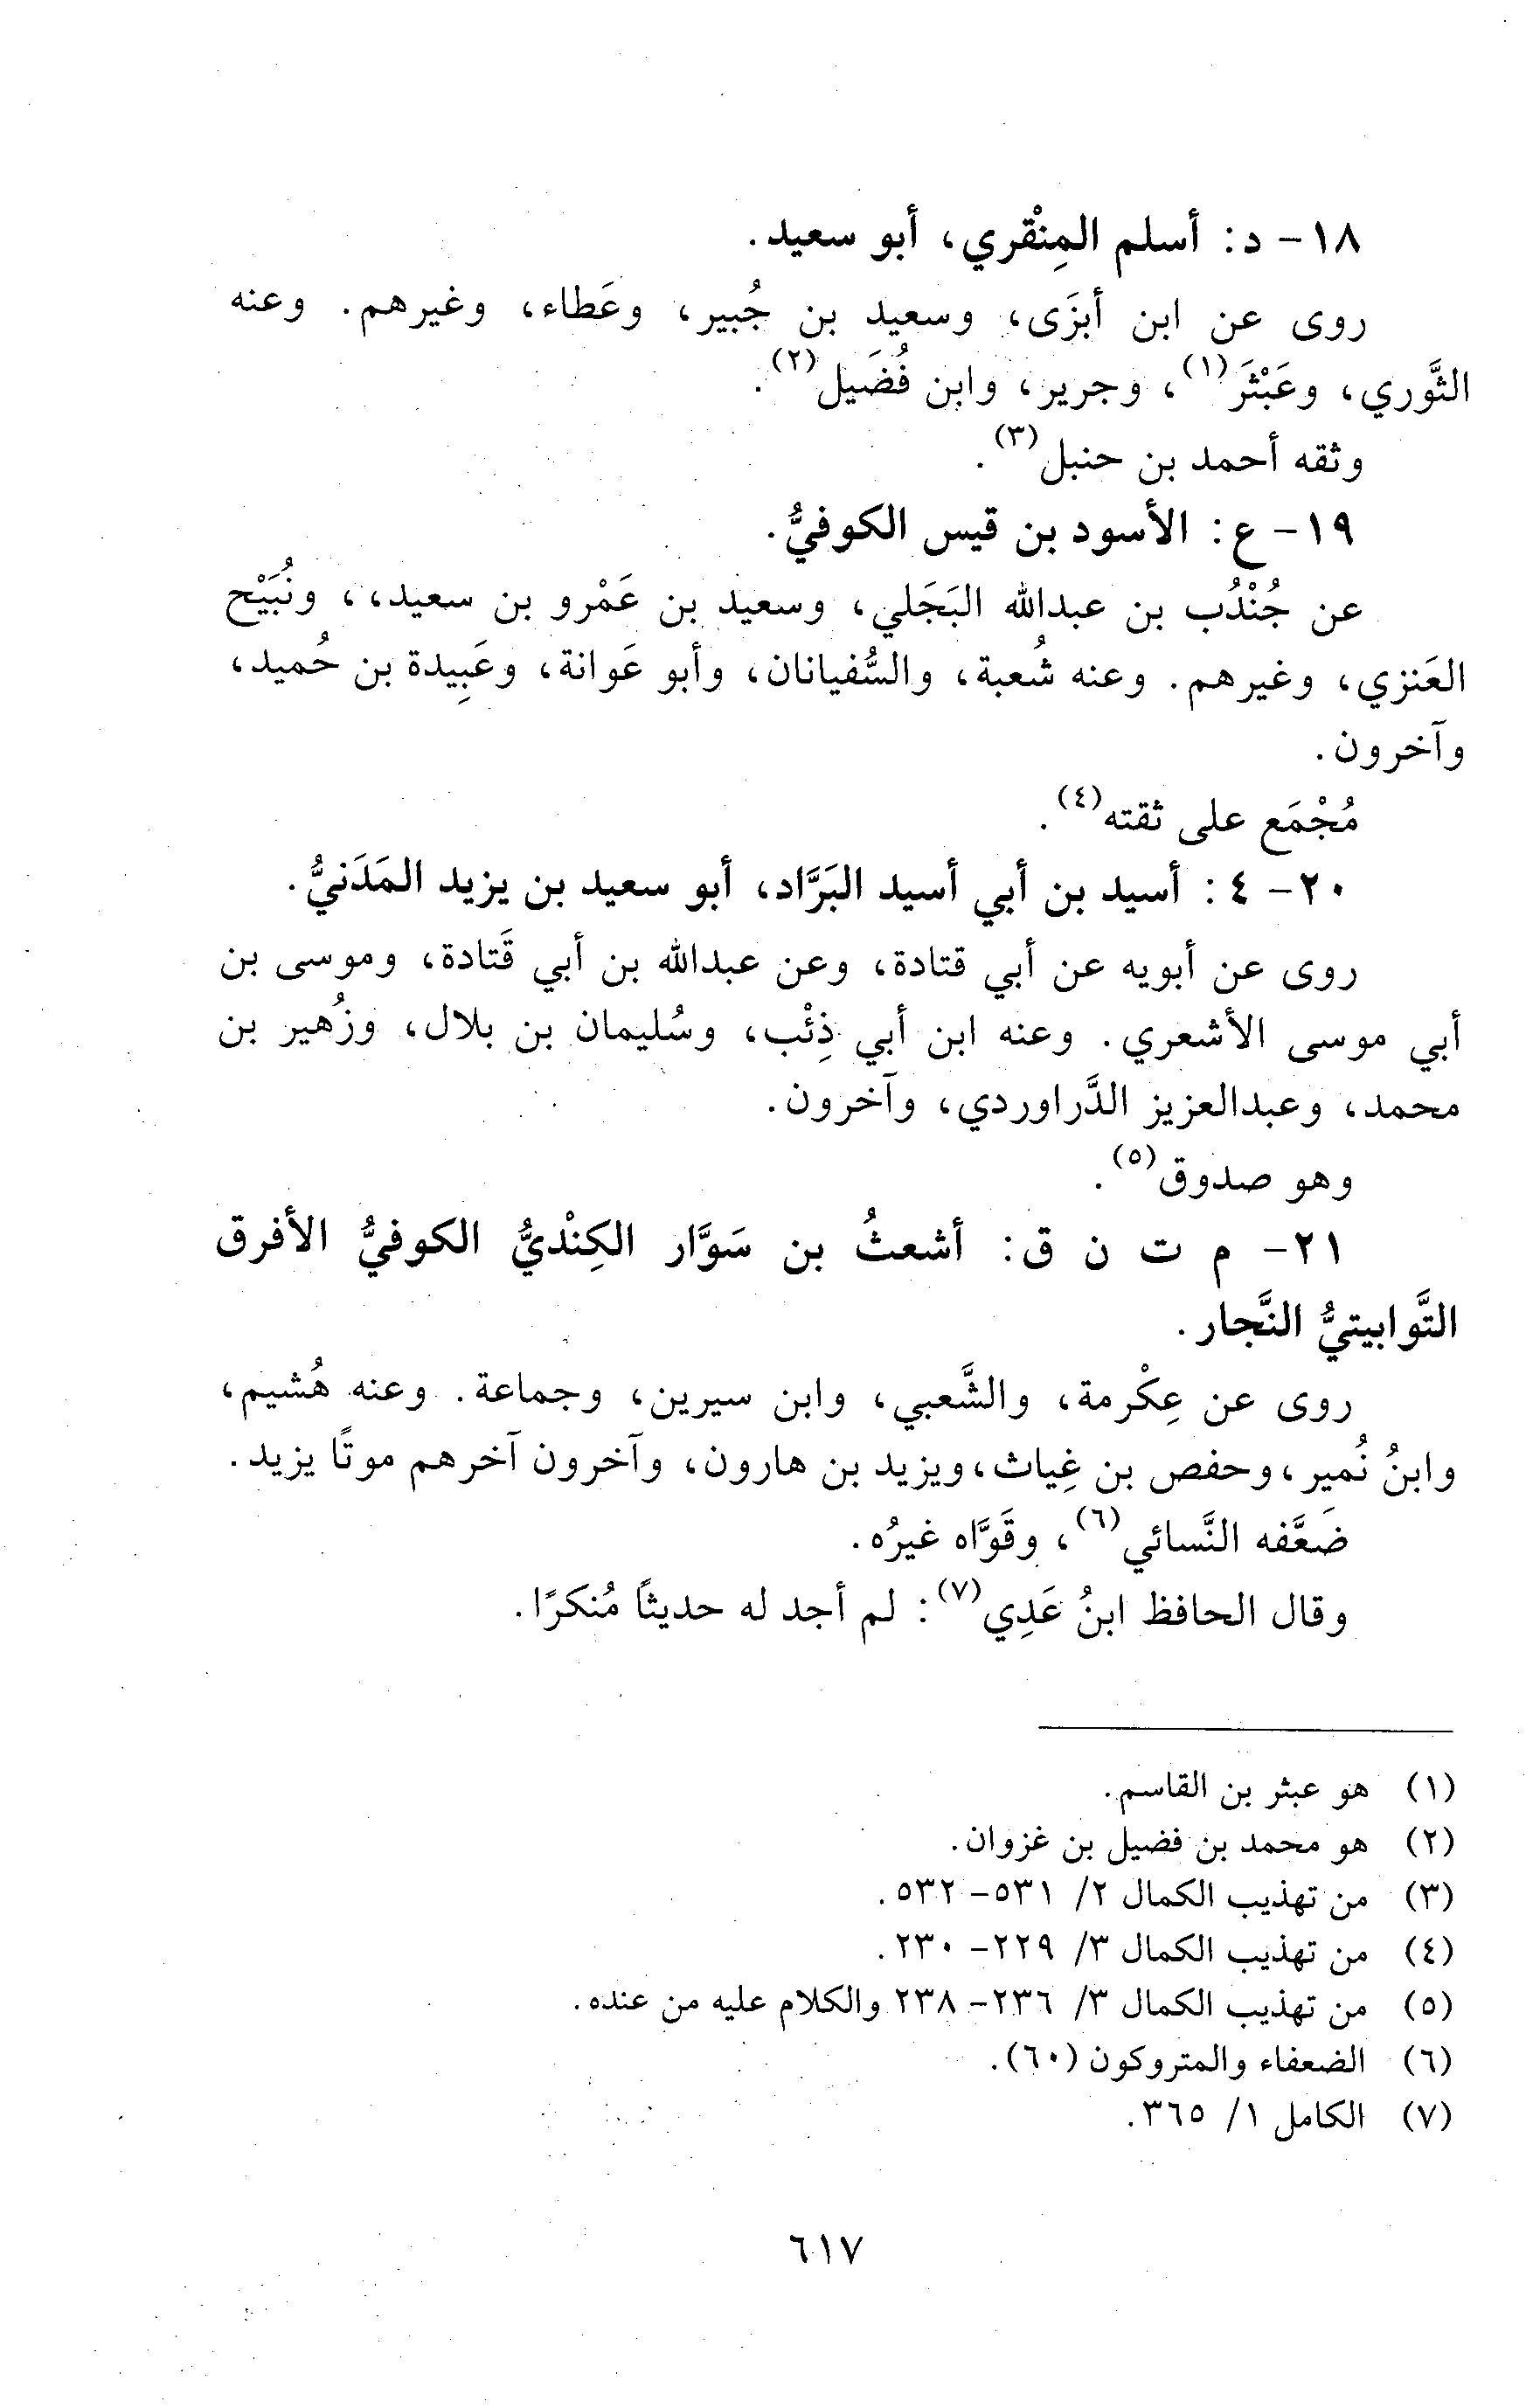 ١٨ - د: أسلم المِنْقري، أبو سعيد.
روى عن ابن أبزَى، وسعيد بن جُبير، وعَطاء، وغيرهم. وعنه
الثَّوري، وعَبْثَر(١)، وجرير، وابن فُضَيل(٢).
وثقه أحمد بن حنبل(٣).
١٩ - ع: الأسود بن قيس الكوفيُّ.
عن جُنْدُب بن عبدالله البَجَلي، وسعيد بن عَمْرو بن سعيد،، ونُبَيْح
العَنزي، وغيرهم. وعنه شُعبة، والسُّفيانان، وأبو عَوانة، وعَبِيدة بن حُميد،
وآخرون.
مُجْمَع على ثقته(٤).
٢٠ - ٤: أسيد بن أبي أسيد البَرَّاد، أبو سعيد بن يزيد المَدَنيُّ.
روى عن أبويه عن أبي قتادة، وعن عبدالله بن أبي قَتادة، وموسى بن
أبي موسى الأشعري. وعنه ابن أبي ذِئْب، وسُليمان بن بلال، وزُهير بن
محمد، وعبدالعزيز الدَّراوردي، وآخرون.
وهو صدوق(٥).
٢١ - م ت ن ق: أشعثُ بن سَوَّار الكِنْديُّ الكوفيُّ الأفرق
التَّوابيتيُّ النَّجار.
روى عن عِكْرمة، والشَّعبي، وابن سيرين، وجماعة. وعنه هُشيم،
وابنُ نُمير، وحفص بن غِياث، ويزيد بن هارون، وآخرون آخرهم موتًا يزيد.
ضَعَّفه النَّسائي(٦)، وقَوَّاه غيرُه.
وقال الحافظ ابنُ عَدِي(٧): لم أجد له حديثًا مُنكرًا.
(١) هو عبثر بن القاسم.
(٢) هو محمد بن فضيل بن غزوان.
(٣) من تهذيب الكمال ٢/ ٥٣١ - ٥٣٢.
(٤) من تهذيب الكمال ٣/ ٢٢٩ - ٢٣٠.
(٥) من تهذيب الكمال ٣/ ٢٣٦ - ٢٣٨ والكلام عليه من عنده.
(٦) الضعفاء والمتروكون (٦٠).
(٧) الكامل ١/ ٣٦٥.
٦١٧